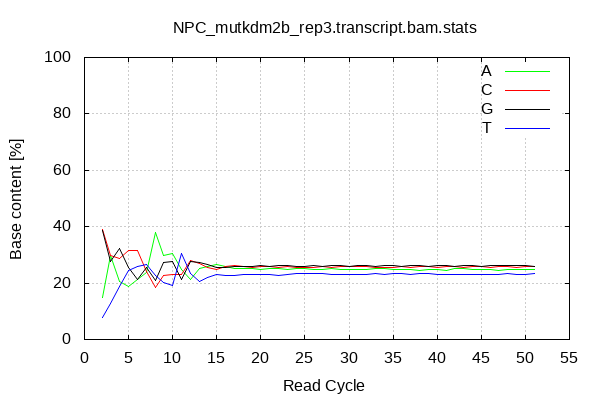 NPC_mutkdm2b_rep3.transcript.bam.stats
100
80
60
40
20
0
Base content [%]
A
C
G
T
0 5 10 15 20 25 30 35 40 45 50 55
Read Cycle